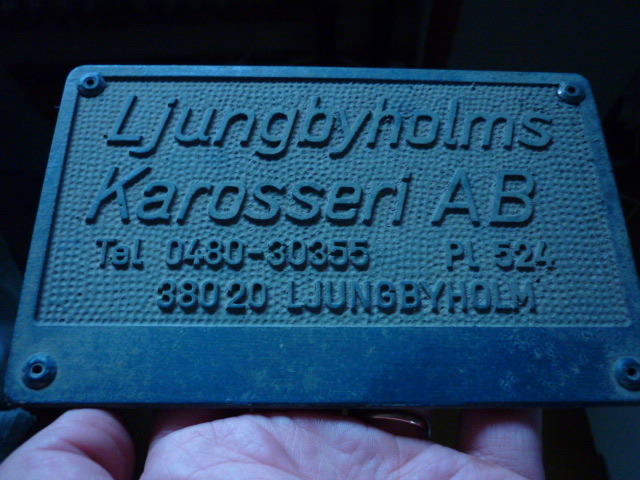 Ljungbyholms
Karosseri AB
Tel 0480-30355 Pl 524
380 20 LJUNGBYHOLM